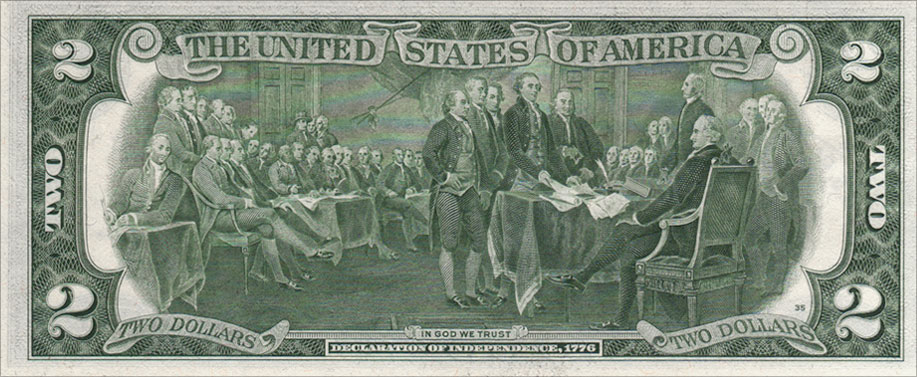 THE UNITED STATES OF AMERICA
2
2
TWO
TWO
2
2
35
TWO DOLLARS
IN GOD WE TRUST
TWO DOLLARS
DECLARATION OF INDEPENDENCE, 1776